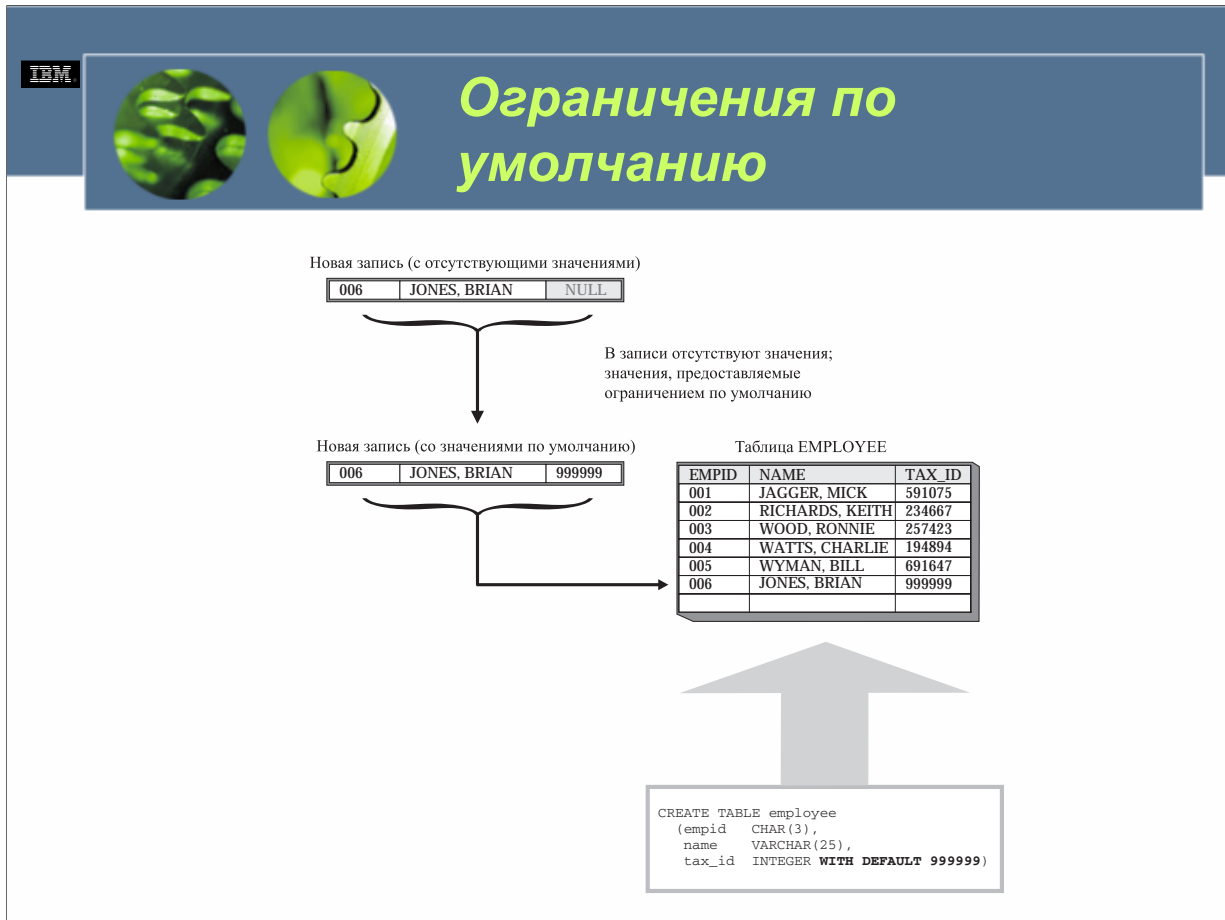 IBM
Ограничения по
умолчанию
Новая запись (с отсутствующими значениями)
006 JONES, BRIAN NULL
В записи отсутствуют значения;
значения, предоставляемые
ограничением по умолчанию
Новая запись (со значениями по умолчанию)
006 JONES, BRIAN 999999
Таблица EMPLOYEE
EMPID NAME TAX_ID
001 JAGGER, MICK 591075
002 RICHARDS, KEITH 234667
003 WOOD, RONNIE 257423
004 WATTS, CHARLIE 194894
005 WYMAN, BILL 691647
006 JONES, BRIAN 999999
CREATE TABLE employee
(empid CHAR(3),
name VARCHAR(25),
tax_id INTEGER WITH DEFAULT 999999)